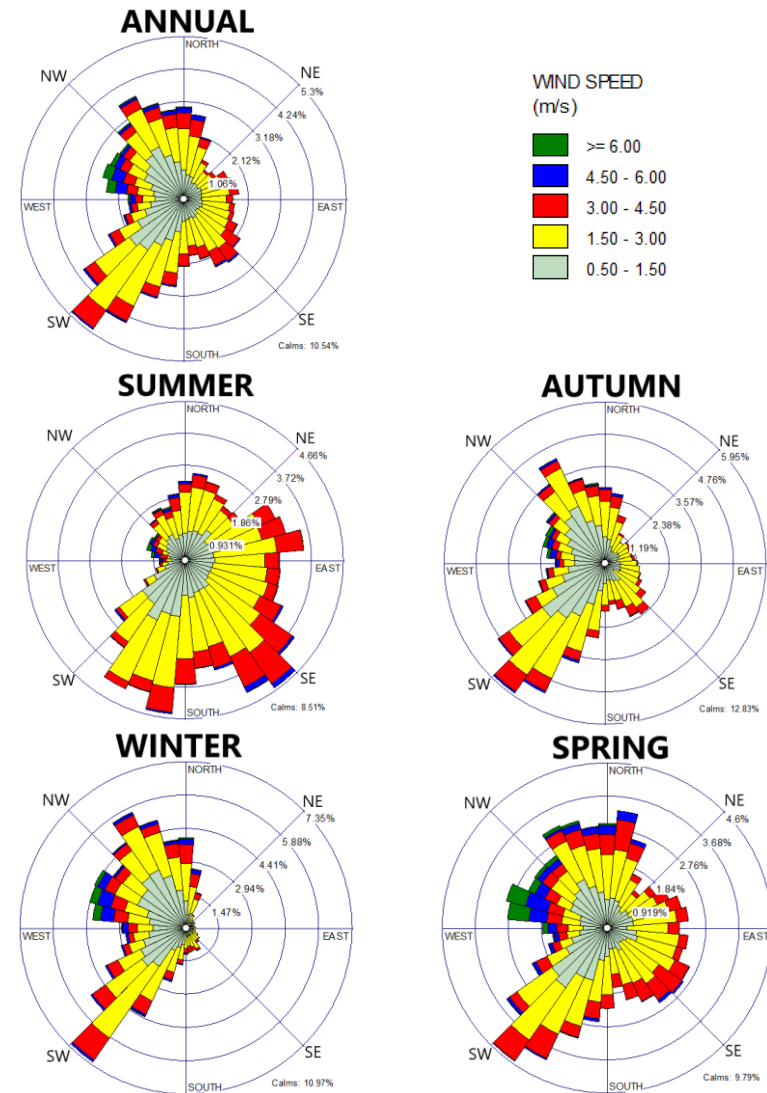 ANNUAL
NORTH
NW
NE
5.3%
4.24%
3.18%
2.12%
1.06%
WEST
EAST
SW
SE
SOUTH
Calms: 10.54%
WIND SPEED
(m/s)
>= 6.00
4.50 - 6.00
3.00 - 4.50
1.50 - 3.00
0.50 - 1.50
SUMMER
NORTH
NW
NE
4.66%
3.72%
2.79%
1.86%
0.931%
WEST
EAST
SW
SE
SOUTH
Calms: 8.51%
AUTUMN
NORTH
NW
NE
5.95%
4.76%
3.57%
2.38%
1.19%
WEST
EAST
SW
SE
SOUTH
Calms: 12.83%
WINTER
NORTH
NW
NE
7.35%
5.88%
4.41%
2.94%
1.47%
WEST
EAST
SW
SE
SOUTH
Calms: 10.97%
SPRING
NORTH
NW
NE
4.6%
3.68%
2.76%
1.84%
0.919%
WEST
EAST
SW
SE
SOUTH
Calms: 9.79%